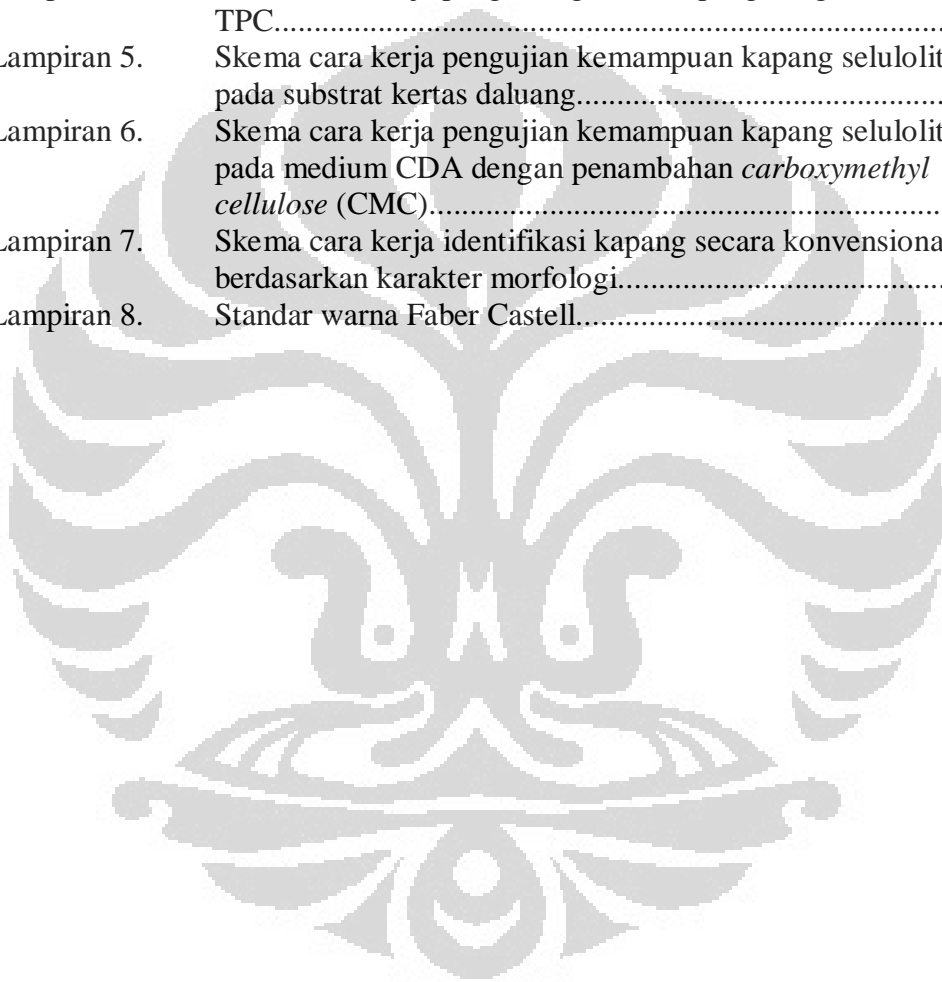 TPC
Lampiran 5. Skema cara kerja pengujian kemampuan kapang selulolit
pada substrat kertas daluang
Lampiran 6. Skema cara kerja pengujian kemampuan kapang selulolit
pada medium CDA dengan penambahan carboxymethyl
cellulose (CMC)
Lampiran 7. Skema cara kerja identifikasi kapang secara konvensiona
berdasarkan karakter morfologi
Lampiran 8. Standar warna Faber Castell